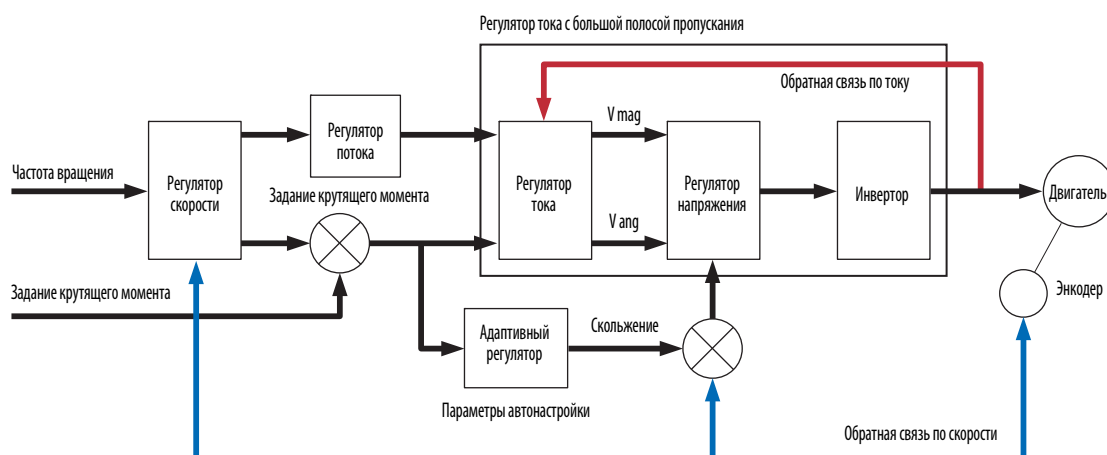 Регулятор тока с большой полосой пропускания
Обратная связь по току
V mag
Регулятор
потока
Частота вращения
Регулятор
скорости
Задание крутящего момента
Регулятор
тока
Регулятор
напряжения
Инвертор
Двигатель
V ang
Задание крутящего момента
Энкодер
Адаптивный
регулятор
Скольжение
Параметры автонастройки
Обратная связь по скорости